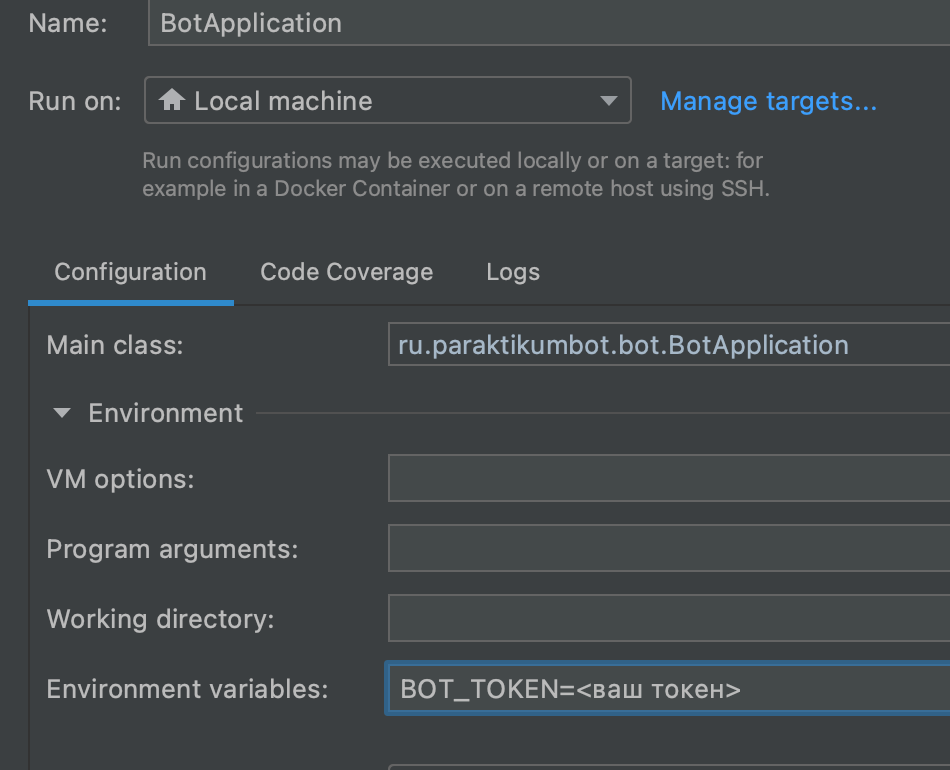 Name: BotApplication
Run on: Local machine Manage targets...
Run configurations may be executed locally or on a target: for
example in a Docker Container or on a remote host using SSH.
Configuration Code Coverage Logs
Main class: ru.paraktikumbot.bot.BotApplication
Environment
VM options:
Program arguments:
Working directory:
Environment variables: BOT_TOKEN=<ваш токен>